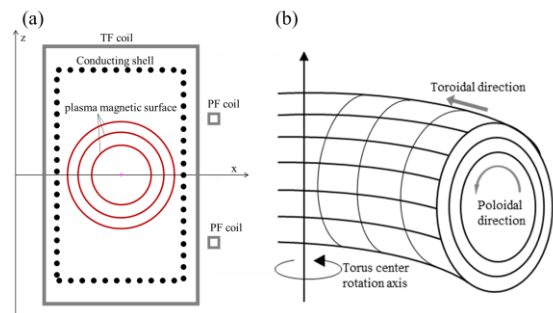 (a)
z
TF coil
Conducting shell
plasma magnetic surface
PF coil
x
PF coil
(b)
Toroidal direction
Poloidal
direction
Torus center
rotation axis